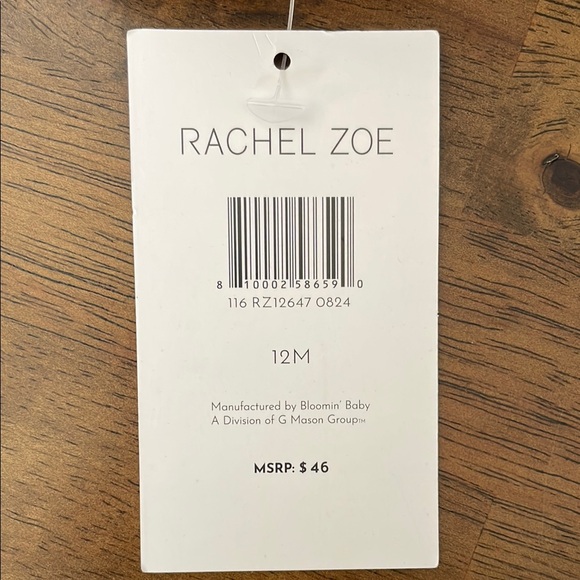 RACHEL ZOE
8 10002 58659 0
116 RZ12647 0824
12M
Manufactured by Bloomin' Baby
A Division of G Mason Group™
MSRP: $ 46